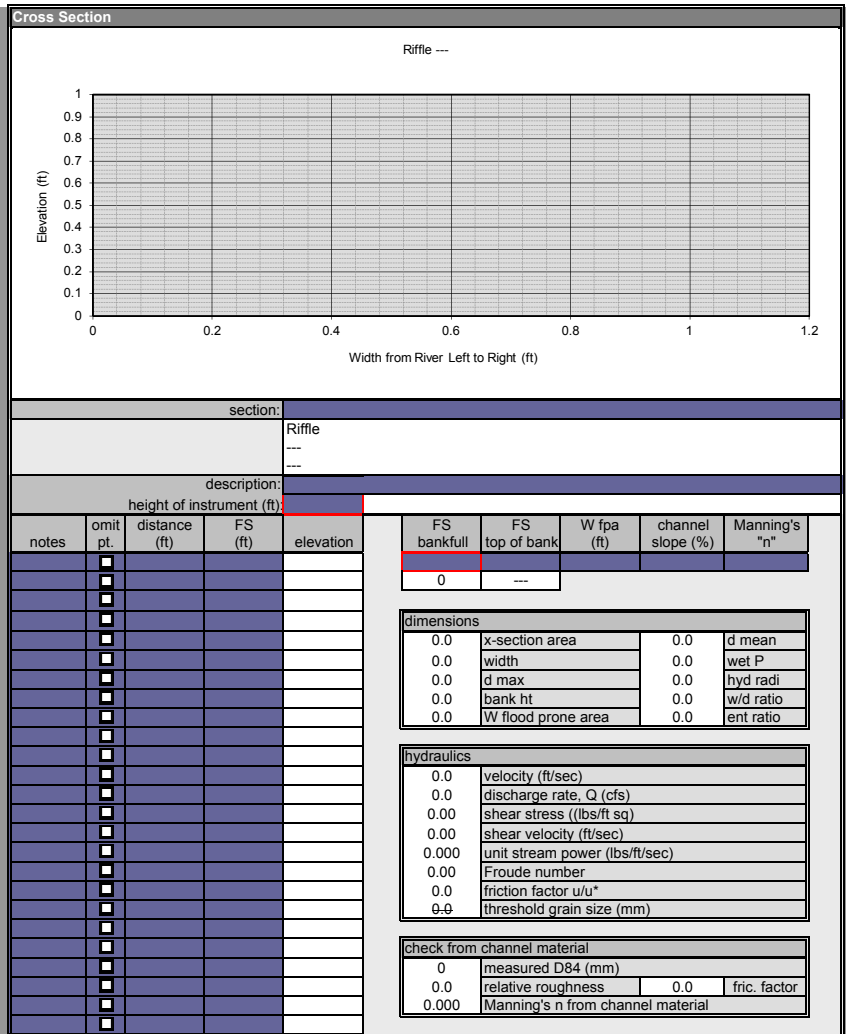 Cross Section
Riffle ---
Elevation (ft)
1
0.9
0.8
0.7
0.6
0.5
0.4
0.3
0.2
0.1
0
0 0.2 0.4 0.6 0.8 1 1.2
Width from River Left to Right (ft)
section:
Riffle
---
---
description:
height of instrument (ft):
notes omit pt. distance (ft) FS (ft) elevation
FS bankfull FS top of bank W fpa (ft) channel slope (%) Manning's "n"
0 ---
dimensions
0.0 x-section area 0.0 d mean
0.0 width 0.0 wet P
0.0 d max 0.0 hyd radi
0.0 bank ht 0.0 w/d ratio
0.0 W flood prone area 0.0 ent ratio
hydraulics
0.0 velocity (ft/sec)
0.0 discharge rate, Q (cfs)
0.00 shear stress ((lbs/ft sq)
0.00 shear velocity (ft/sec)
0.000 unit stream power (lbs/ft/sec)
0.00 Froude number
0.0 friction factor u/u*
0.0 threshold grain size (mm)
check from channel material
0 measured D84 (mm)
0.0 relative roughness 0.0 fric. factor
0.000 Manning's n from channel material